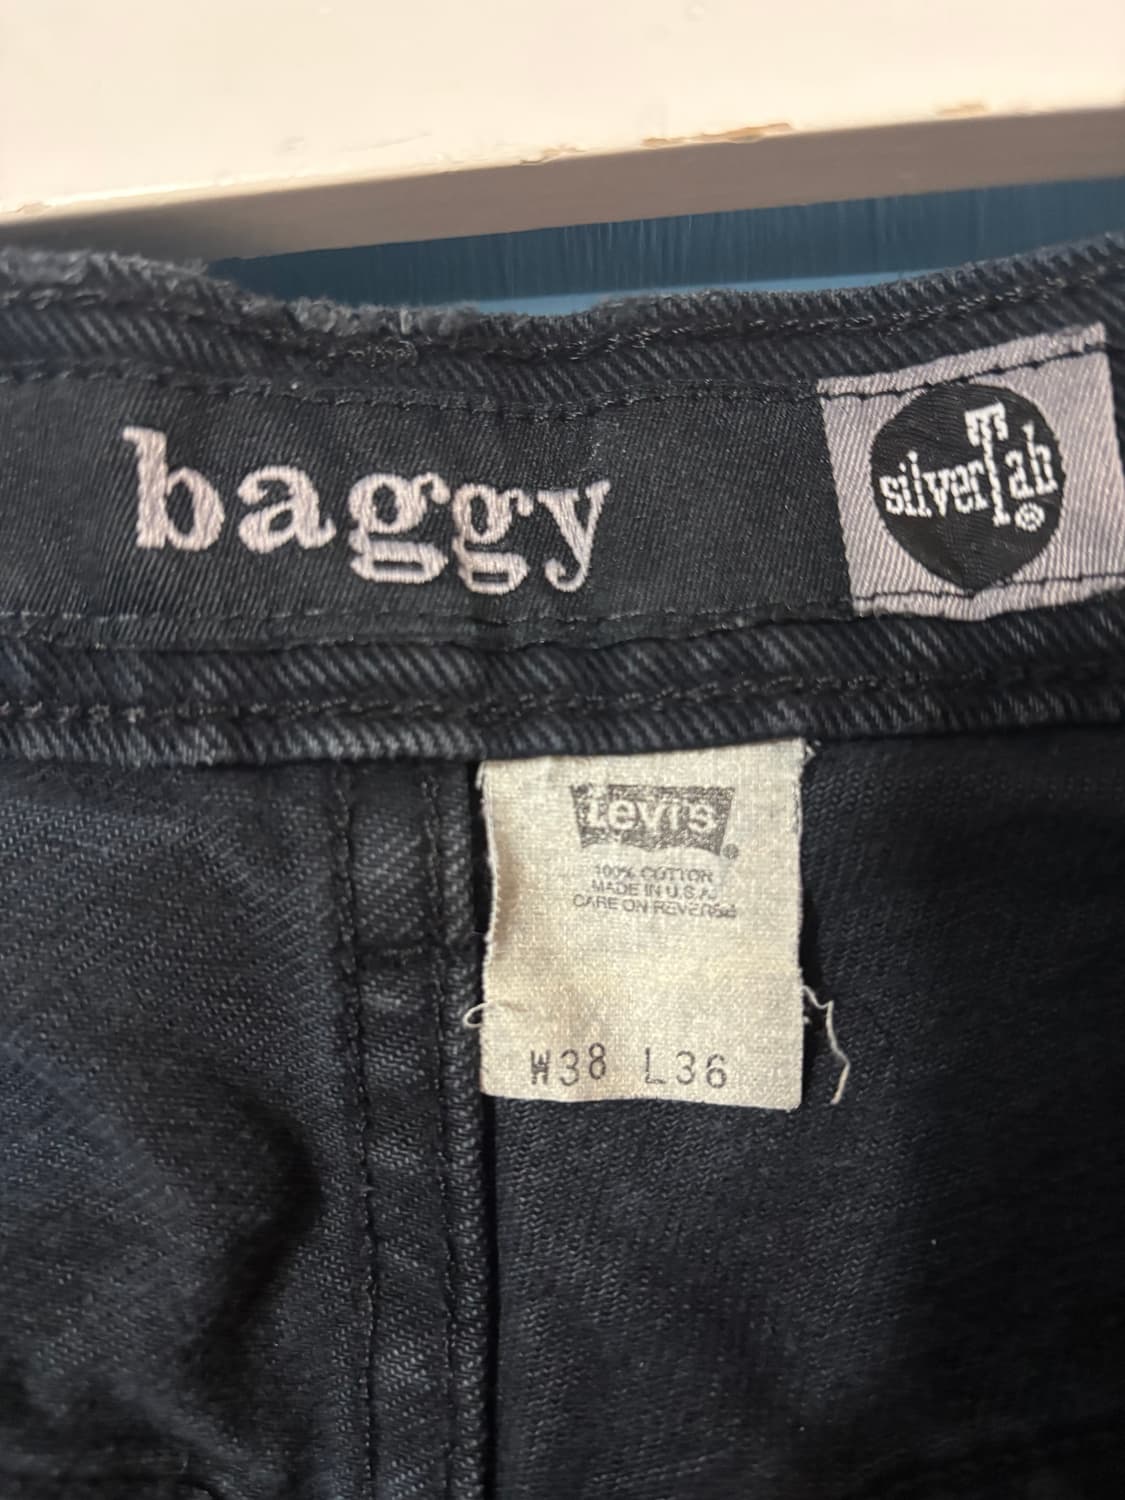 baggy
silverTab®
Levi's®
100% COTTON
MADE IN U.S.A.
CARE ON REVERSE
W38 L36